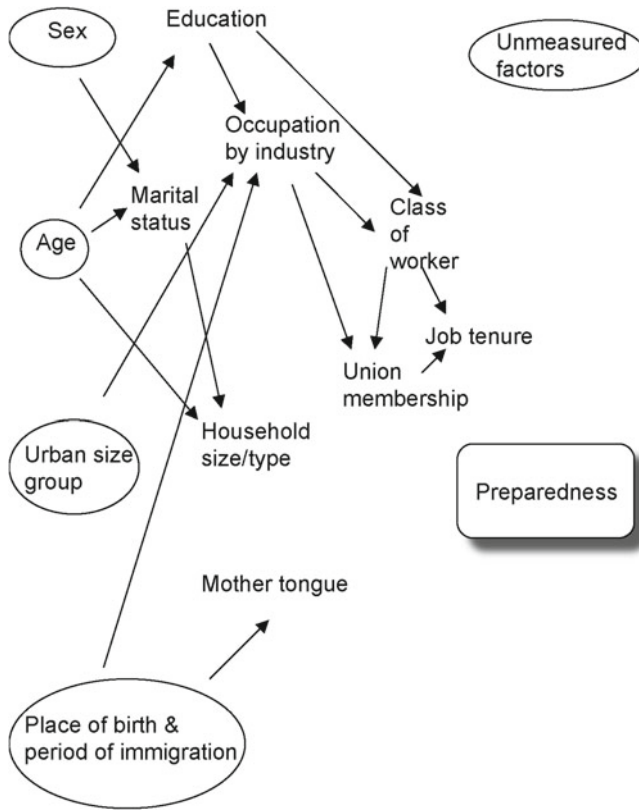 Education
Sex
Unmeasured
factors
Occupation
by industry
Marital
status
Class
of
worker
Age
Job tenure
Union
membership
Household
size/type
Urban size
group
Preparedness
Mother tongue
Place of birth &
period of immigration